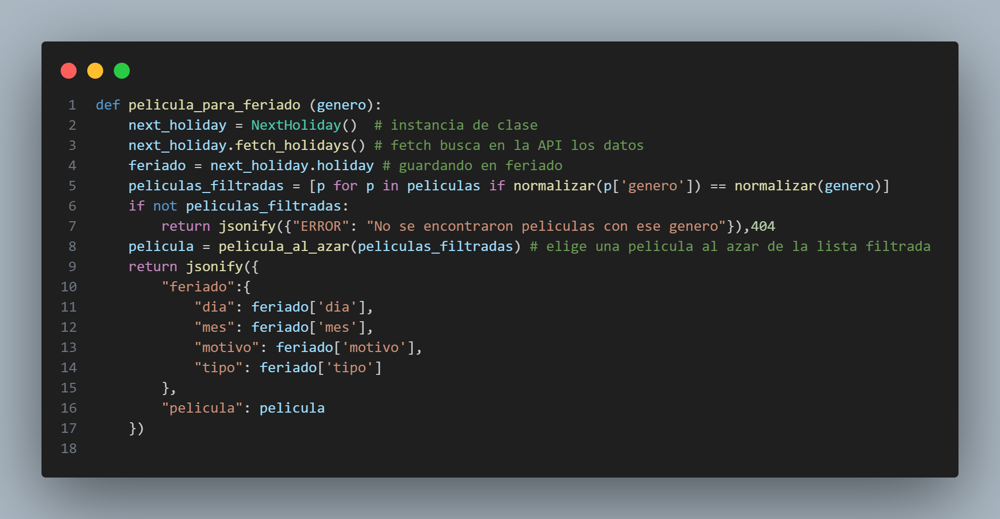 1 def pelicula_para_feriado (genero):
2     next_holiday = NextHoliday()  # instancia de clase
3     next_holiday.fetch_holidays() # fetch busca en la API los datos
4     feriado = next_holiday.holiday # guardando en feriado
5     peliculas_filtradas = [p for p in peliculas if normalizar(p['genero']) == normalizar(genero)]
6     if not peliculas_filtradas:
7         return jsonify({"ERROR": "No se encontraron peliculas con ese genero"}),404
8     pelicula = pelicula_al_azar(peliculas_filtradas) # elige una pelicula al azar de la lista filtrada
9     return jsonify({
10         "feriado":{
11             "dia": feriado['dia'],
12             "mes": feriado['mes'],
13             "motivo": feriado['motivo'],
14             "tipo": feriado['tipo']
15         },
16         "pelicula": pelicula
17     })
18